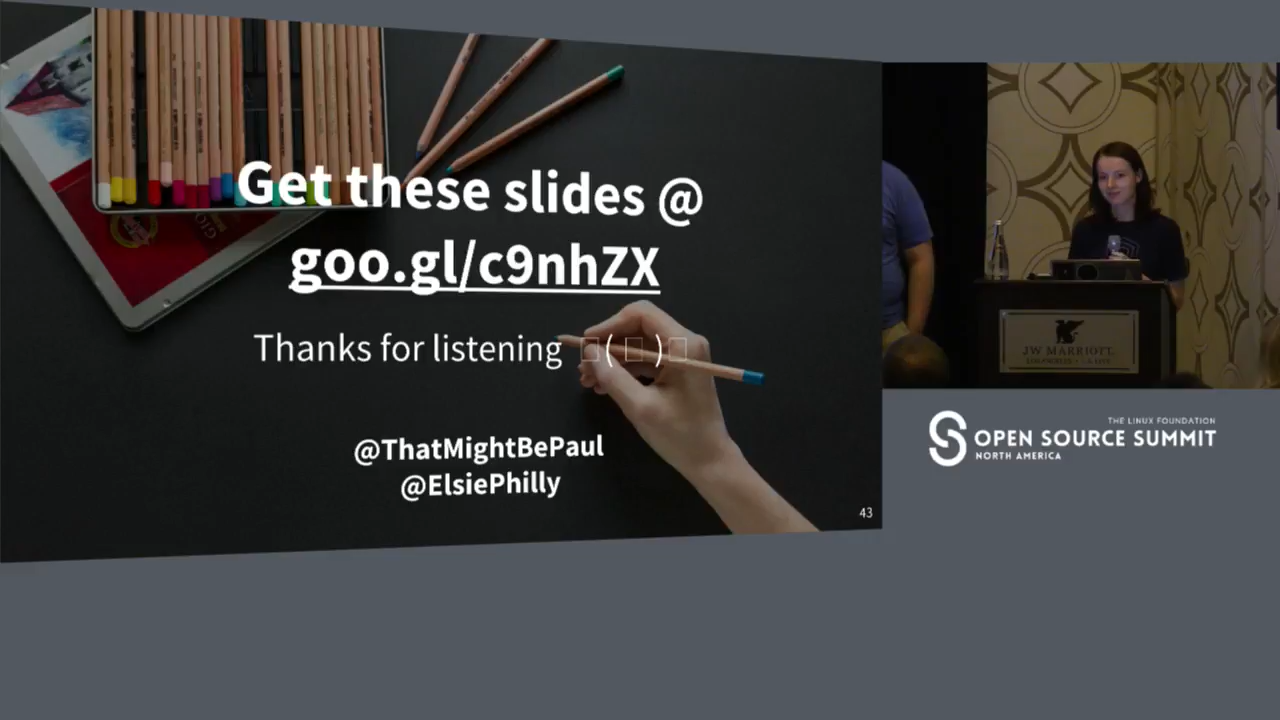 Get these slides @
goo.gl/c9nhZX
Thanks for listening
@ThatMightBePaul
@ElsiePhilly
43
JW MARRIOTT
THE LINUX FOUNDATION
OPEN SOURCE SUMMIT
NORTH AMERICA